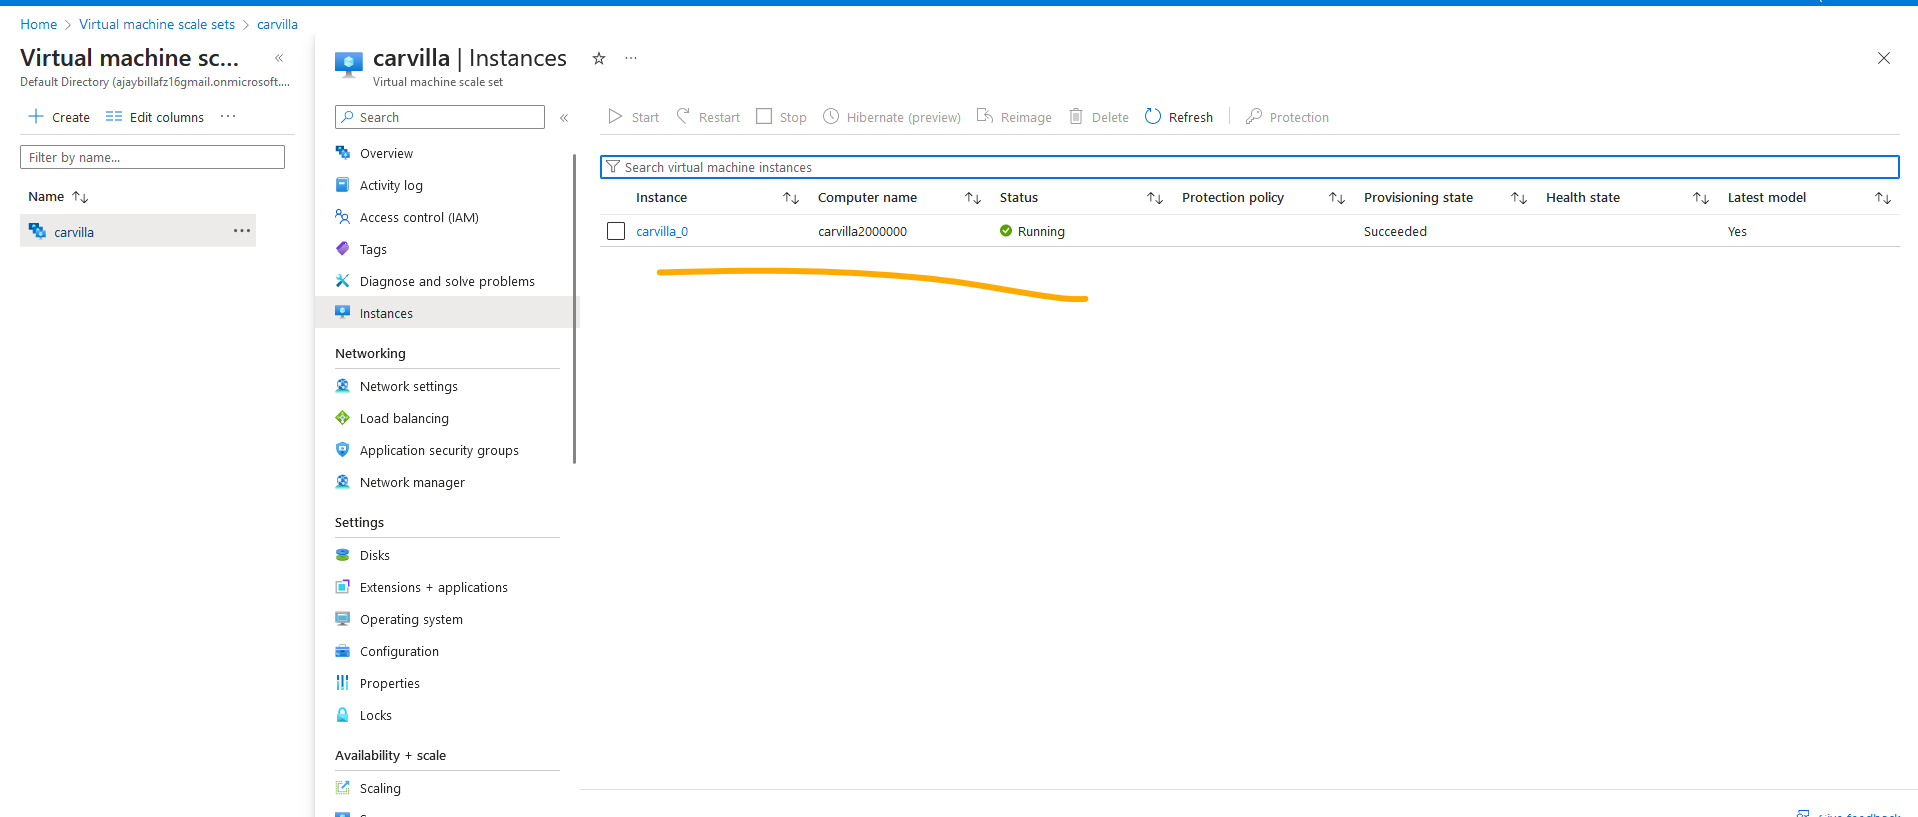 Home > Virtual machine scale sets > carvilla
Virtual machine sc... «
Default Directory (ajaybillafz16gmail.onmicrosoft....
+ Create Edit columns ...
Filter by name...
Name ↑↓
carvilla ...
carvilla | Instances ☆ ...
Virtual machine scale set
Search «
Overview
Activity log
Access control (IAM)
Tags
Diagnose and solve problems
Instances
Networking
Network settings
Load balancing
Application security groups
Network manager
Settings
Disks
Extensions + applications
Operating system
Configuration
Properties
Locks
Availability + scale
Scaling
Start Restart Stop Hibernate (preview) Reimage Delete Refresh Protection
Search virtual machine instances
Instance ↑↓ Computer name ↑↓ Status ↑↓ Protection policy ↑↓ Provisioning state ↑↓ Health state ↑↓ Latest model ↑↓
carvilla_0 carvilla2000000 Running Succeeded Yes